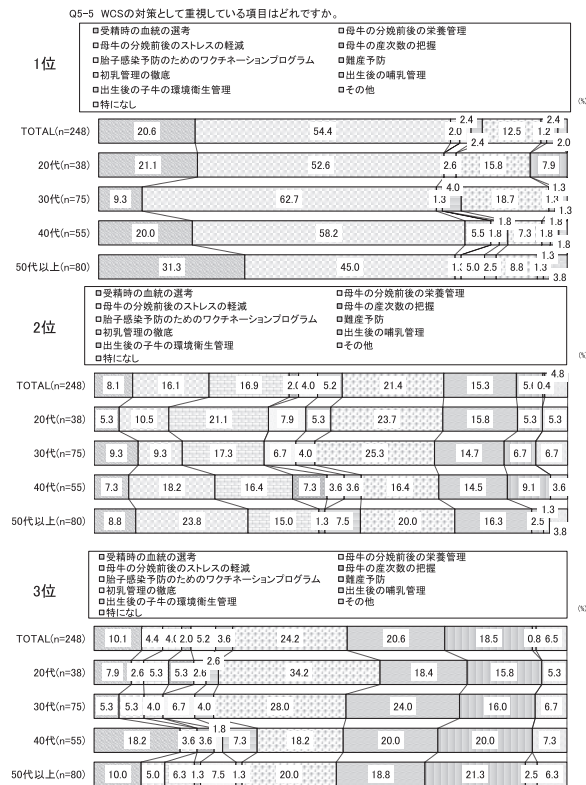 Q5-5 WCSの対策として重視している項目はどれですか。
1位
受精時の血統の選考 母牛の分娩前後の栄養管理
母牛の分娩前後のストレスの軽減 母牛の産次数の把握
胎子感染予防のためのワクチネーションプログラム 難産予防
初乳管理の徹底 出生後の哺乳管理
出生後の子牛の環境衛生管理 その他
特になし
(%)
TOTAL(n=248) 20.6 54.4 2.0 2.4 2.4 12.5 1.2 2.4 2.0
20代(n=38) 21.1 52.6 2.6 15.8 7.9
30代(n=75) 9.3 62.7 1.3 4.0 18.7 1.3 1.3 1.3
40代(n=55) 20.0 58.2 5.5 1.8 1.8 7.3 1.8 1.8 1.8
50代以上(n=80) 31.3 45.0 5.0 2.5 8.8 1.3 1.3 3.8
2位
受精時の血統の選考 母牛の分娩前後の栄養管理
母牛の分娩前後のストレスの軽減 母牛の産次数の把握
胎子感染予防のためのワクチネーションプログラム 難産予防
初乳管理の徹底 出生後の哺乳管理
出生後の子牛の環境衛生管理 その他
特になし
(%)
TOTAL(n=248) 8.1 16.1 16.9 2.0 4.0 5.2 21.4 15.3 0.4 4.8
20代(n=38) 5.3 10.5 21.1 7.9 5.3 23.7 15.8 5.3 5.3
30代(n=75) 9.3 9.3 17.3 6.7 4.0 25.3 14.7 6.7 6.7
40代(n=55) 7.3 18.2 16.4 7.3 3.6 3.6 16.4 14.5 9.1 3.6
50代以上(n=80) 8.8 23.8 15.0 1.3 7.5 20.0 16.3 2.5 1.3 3.8
3位
受精時の血統の選考 母牛の分娩前後の栄養管理
母牛の分娩前後のストレスの軽減 母牛の産次数の把握
胎子感染予防のためのワクチネーションプログラム 難産予防
初乳管理の徹底 出生後の哺乳管理
出生後の子牛の環境衛生管理 その他
特になし
(%)
TOTAL(n=248) 10.1 4.4 4.0 2.0 5.2 3.6 24.2 20.6 18.5 0.8 6.5
20代(n=38) 7.9 2.6 5.3 5.3 2.6 2.6 34.2 18.4 15.8 5.3
30代(n=75) 5.3 5.3 4.0 6.7 4.0 28.0 24.0 16.0 6.7
40代(n=55) 18.2 3.6 3.6 1.8 7.3 18.2 20.0 20.0 7.3
50代以上(n=80) 10.0 5.0 6.3 1.3 7.5 1.3 20.0 18.8 21.3 2.5 6.3